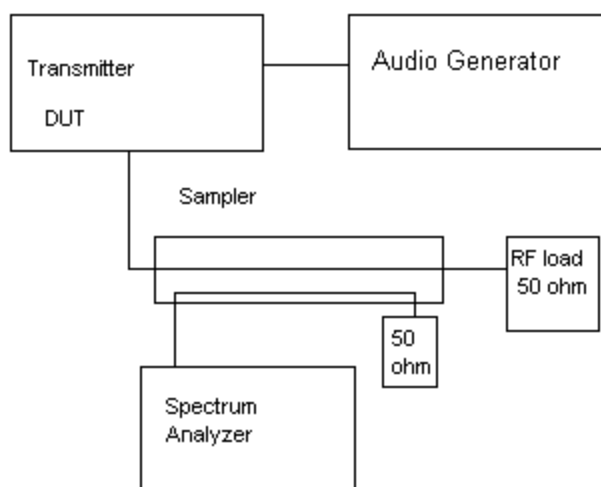 Transmitter
DUT
Audio Generator
Sampler
RF load
50 ohm
50
ohm
Spectrum
Analyzer